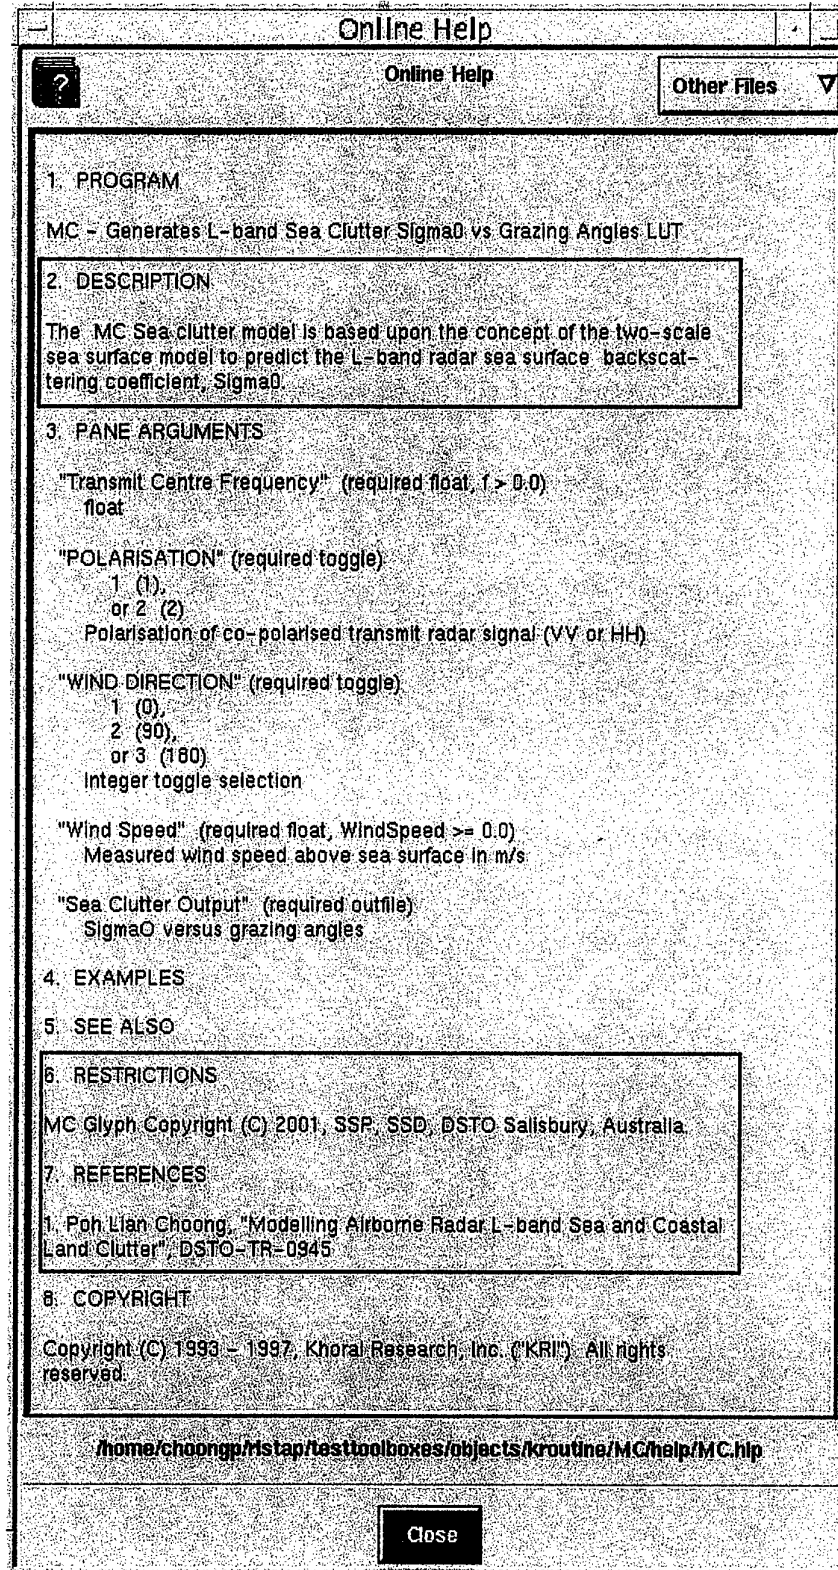 Online Help
Online Help
Other Files
?
1. PROGRAM
MC - Generates L-band Sea Clutter Sigma0 vs Grazing Angles LUT
2. DESCRIPTION
The MC Sea clutter model is based upon the concept of the two-scale
sea surface model to predict the L-band radar sea surface backscat-
tering coefficient, Sigma0.
3. PANE ARGUMENTS
"Transmit Centre Frequency" (required float, f > 0.0)
float
"POLARISATION" (required toggle)
1 (1),
or 2 (2)
Polarisation of co-polarised transmit radar signal (VV or HH)
"WIND DIRECTION" (required toggle)
1 (0),
2 (90),
or 3 (180)
Integer toggle selection
"Wind Speed" (required float, WindSpeed >= 0.0)
Measured wind speed above sea surface in m/s
"Sea Clutter Output" (required outfile)
SigmaO versus grazing angles
4. EXAMPLES
5. SEE ALSO
6. RESTRICTIONS
MC Glyph Copyright (C) 2001, SSP, SSD, DSTO Salisbury, Australia.
7. REFERENCES
1. Poh Lian Choong, "Modelling Airborne Radar L-band Sea and Coastal
Land Clutter", DSTO-TR-0945
8. COPYRIGHT
Copyright (C) 1993 - 1997, Khoral Research, Inc. ("KRI") All rights
reserved.
/home/choongp/ristap/testtoolboxes/objects/kroutine/MC/help/MC.hlp
Close